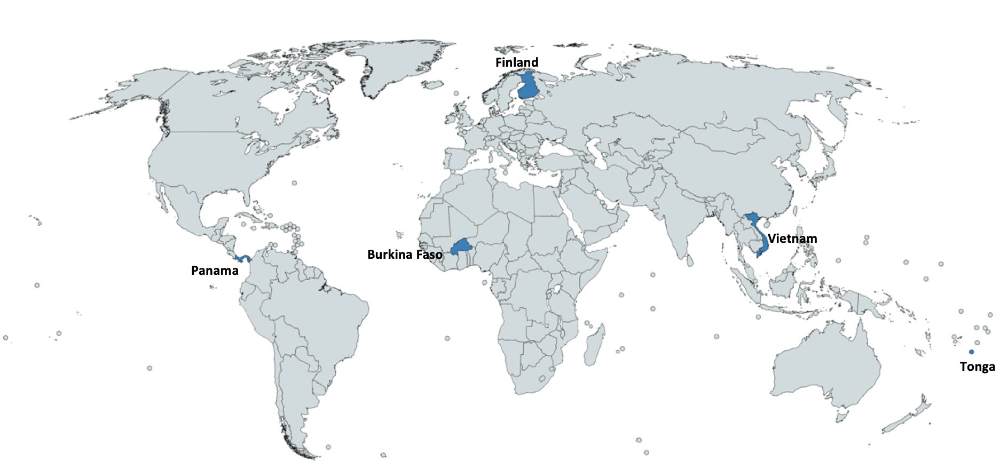 Finland
Vietnam
Burkina Faso
Panama
Tonga